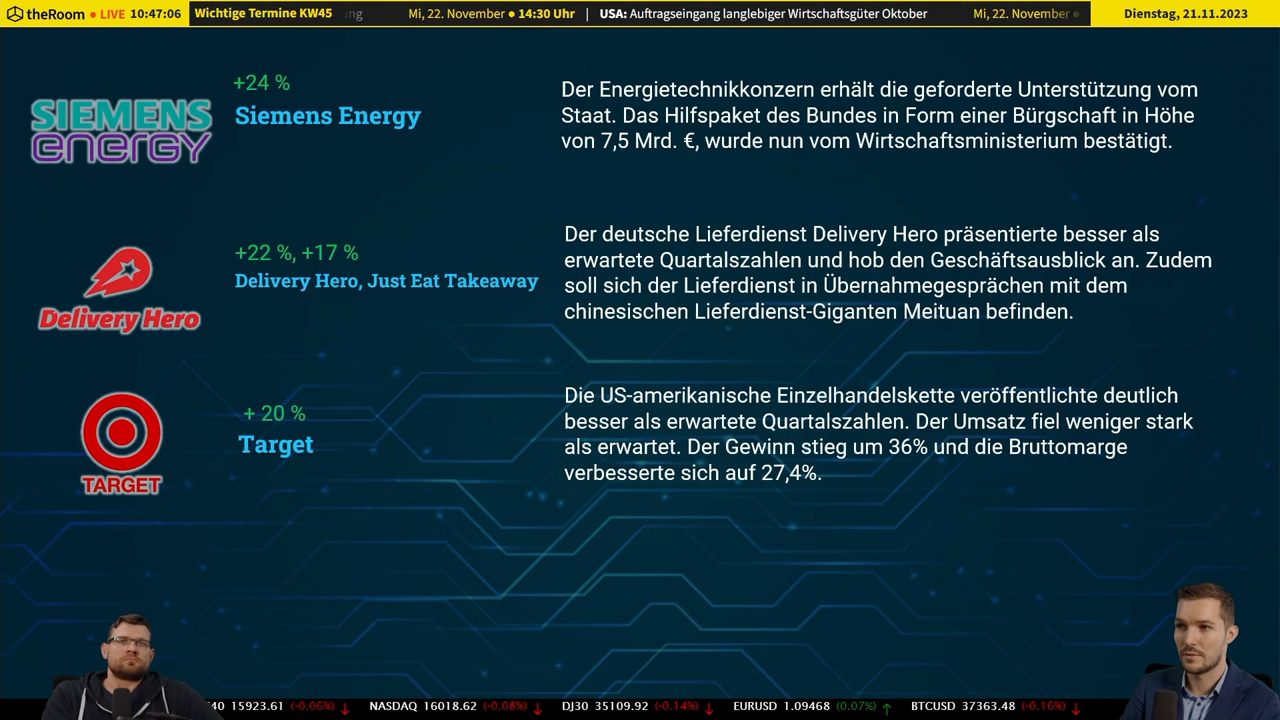 theRoom ● LIVE 10:47:06
Wichtige Termine KW45
Mi, 22. November ● 14:30 Uhr | USA: Auftragseingang langlebiger Wirtschaftsgüter Oktober
Mi, 22. November ●
Dienstag, 21.11.2023
SIEMENS
energy
+24 %
Siemens Energy
Der Energietechnikkonzern erhält die geforderte Unterstützung vom
Staat. Das Hilfspaket des Bundes in Form einer Bürgschaft in Höhe
von 7,5 Mrd. €, wurde nun vom Wirtschaftsministerium bestätigt.
Delivery Hero
+22 %, +17 %
Delivery Hero, Just Eat Takeaway
Der deutsche Lieferdienst Delivery Hero präsentierte besser als
erwartete Quartalszahlen und hob den Geschäftsausblick an. Zudem
soll sich der Lieferdienst in Übernahmegesprächen mit dem
chinesischen Lieferdienst-Giganten Meituan befinden.
TARGET
+ 20 %
Target
Die US-amerikanische Einzelhandelskette veröffentlichte deutlich
besser als erwartete Quartalszahlen. Der Umsatz fiel weniger stark
als erwartet. Der Gewinn stieg um 36% und die Bruttomarge
verbesserte sich auf 27,4%.
40 15923.61 (-0.06%) ↓ NASDAQ 16018.62 (-0.08%) ↓ DJ30 35109.92 (-0.14%) ↓ EURUSD 1.09468 (0.07%) ↑ BTCUSD 37363.48 (-0.16%) ↓